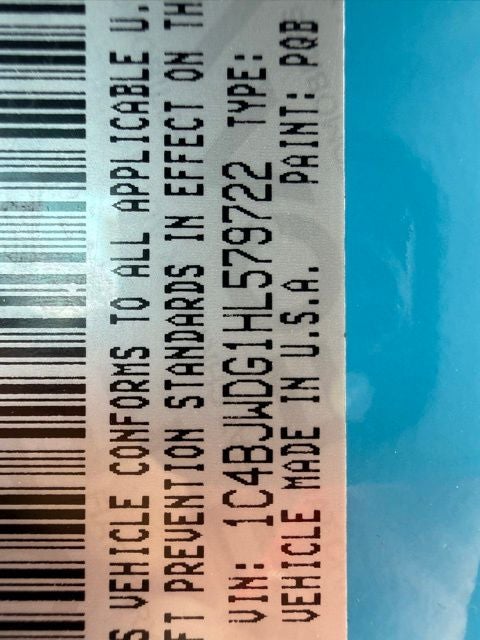 S VEHICLE CONFORMS TO ALL APPLICABLE U.
FT PREVENTION STANDARDS IN EFFECT ON TH
VIN: 1C4BJWDG1HL579722 TYPE:
VEHICLE MADE IN U.S.A. PAINT: PQB